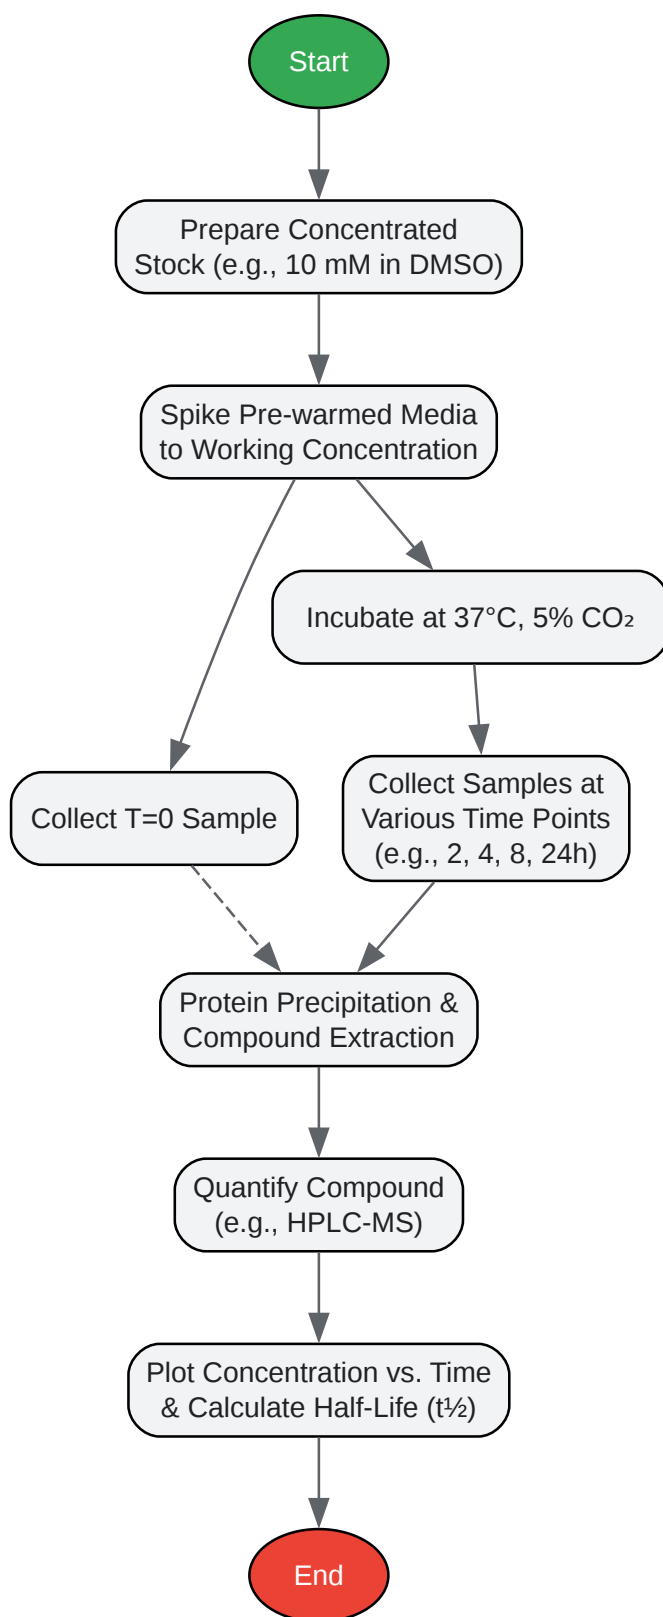 Start
Prepare Concentrated
Stock (e.g., 10 mM in DMSO)
Spike Pre-warmed Media
to Working Concentration
Incubate at 37°C, 5% CO₂
Collect T=0 Sample
Collect Samples at
Various Time Points
(e.g., 2, 4, 8, 24h)
Protein Precipitation &
Compound Extraction
Quantify Compound
(e.g., HPLC-MS)
Plot Concentration vs. Time
& Calculate Half-Life (t½)
End